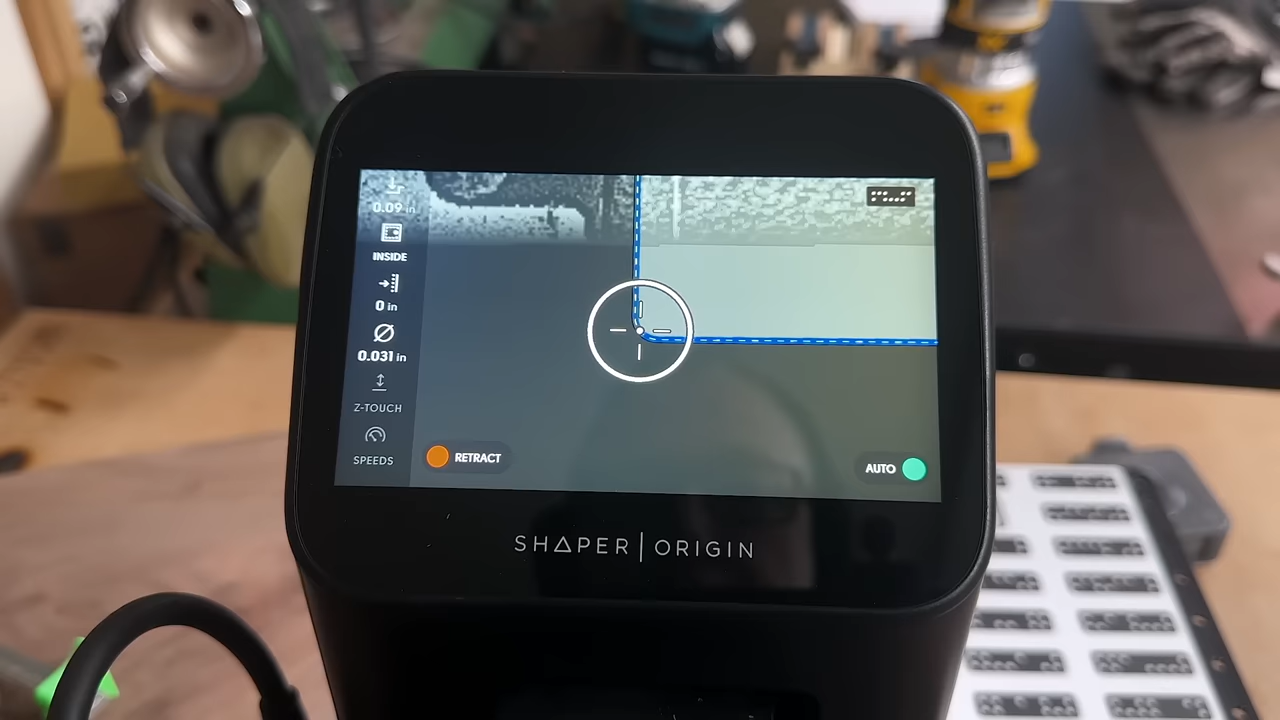 0.09 in
INSIDE
0 in
0.031 in
Z-TOUCH
SPEEDS
RETRACT
AUTO
SHAPER | ORIGIN